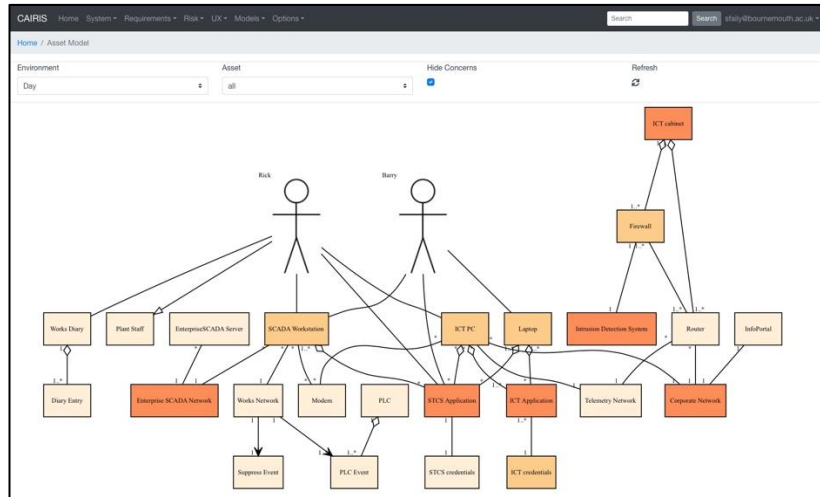 CAIRIS Home System Requirements Risk UX Models Options Search Search sfaily@bournemouth.ac.uk
Home / Asset Model
Environment Asset Hide Concerns Refresh
Day all
ICT cabinet
Rick Barry
Firewall
Works Diary Plant Staff EnterpriseSCADA Server SCADA Workstation ICT PC Laptop Intrusion Detection System Router InfoPortal
Diary Entry Enterprise SCADA Network Works Network Modem PLC STCS Application ICT Application Telemetry Network Corporate Network
Suppress Event PLC Event STCS credentials ICT credentials